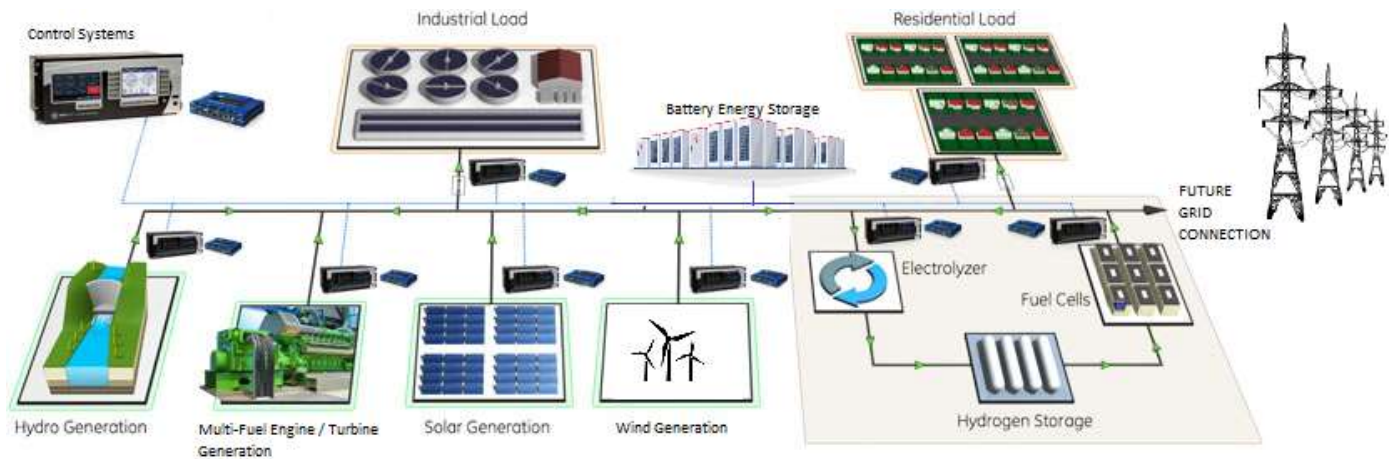 Industrial Load
Residential Load
Control Systems
Battery Energy Storage
FUTURE
GRID
CONNECTION
Electrolyzer
Fuel Cells
Hydrogen Storage
Hydro Generation
Multi-Fuel Engine / Turbine
Generation
Solar Generation
Wind Generation